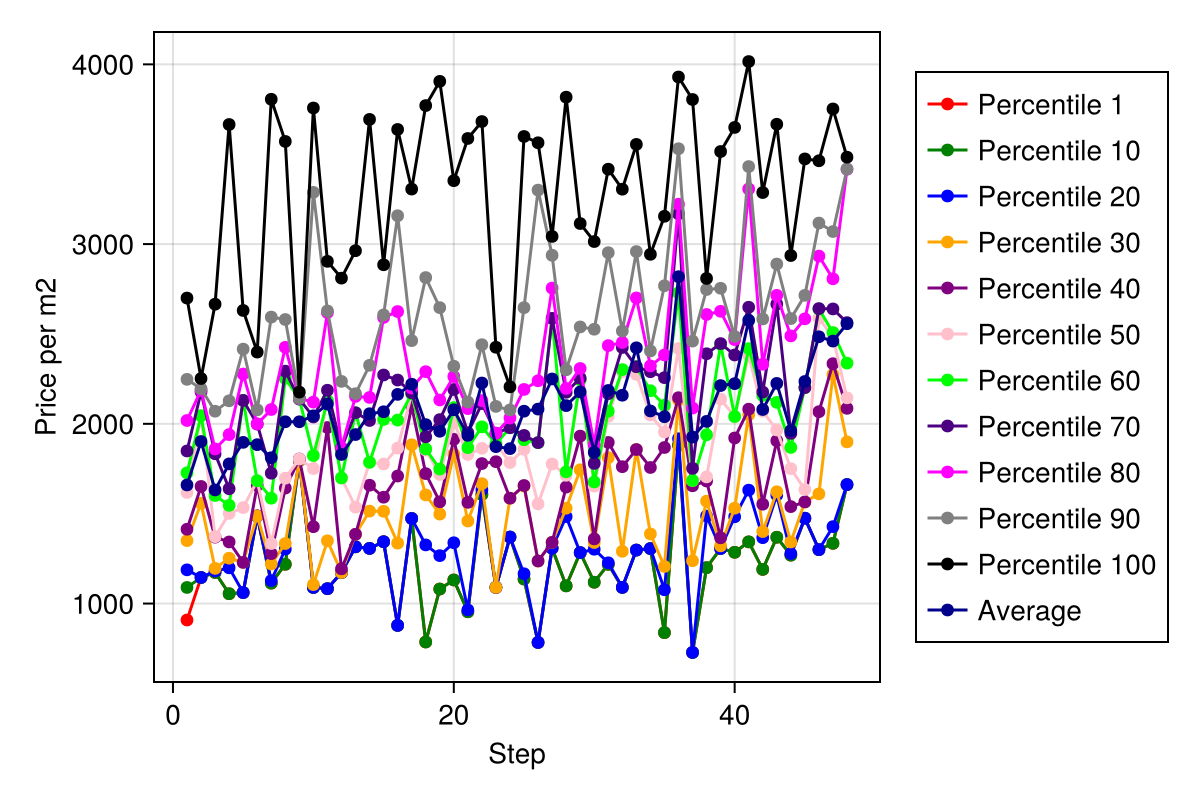 4000
3000
2000
1000
Price per m2
0
20
40
Step
Percentile 1
Percentile 10
Percentile 20
Percentile 30
Percentile 40
Percentile 50
Percentile 60
Percentile 70
Percentile 80
Percentile 90
Percentile 100
Average